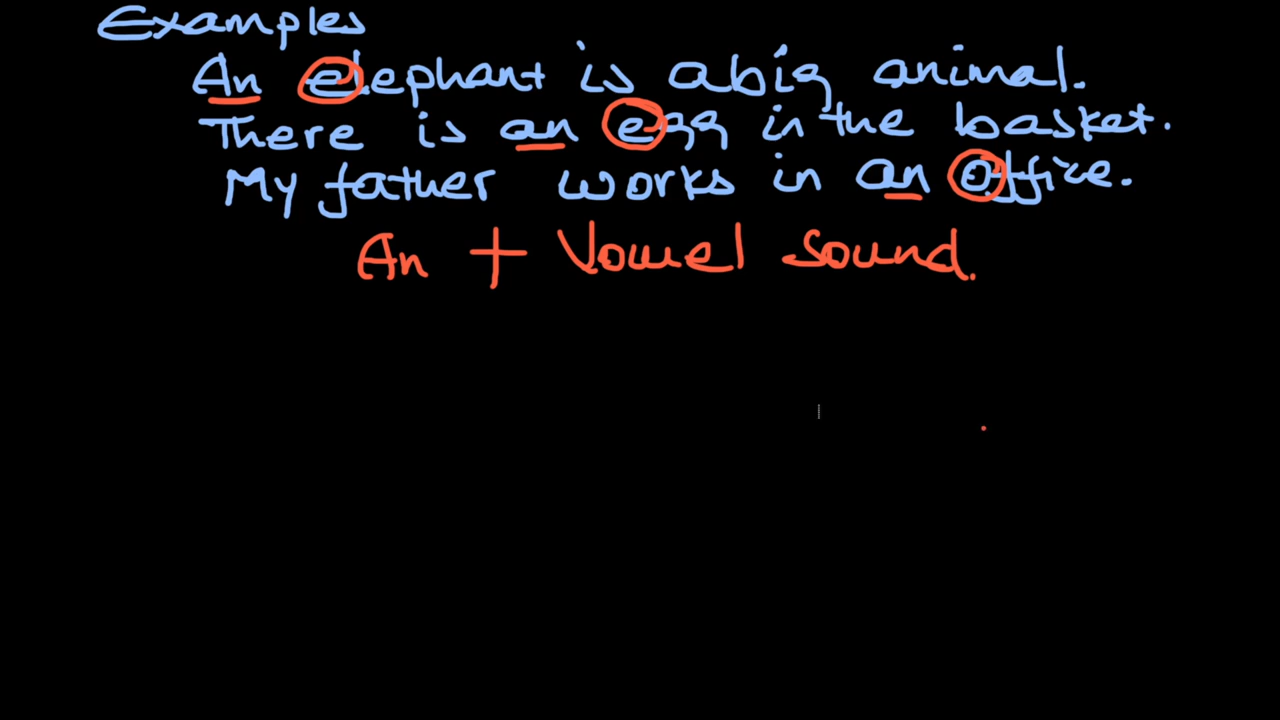 Examples
An elephant is a big animal.
There is an egg in the basket.
My father works in an office.
An + Vowel sound.